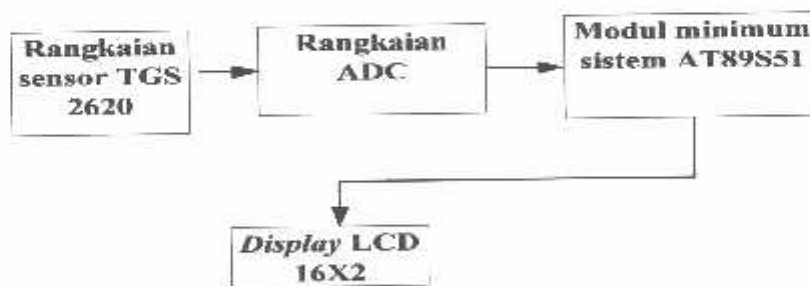 Rangkaian
sensor TGS
2620
Rangkaian
ADC
Modul minimum
sistem AT89S51
Display LCD
16X2